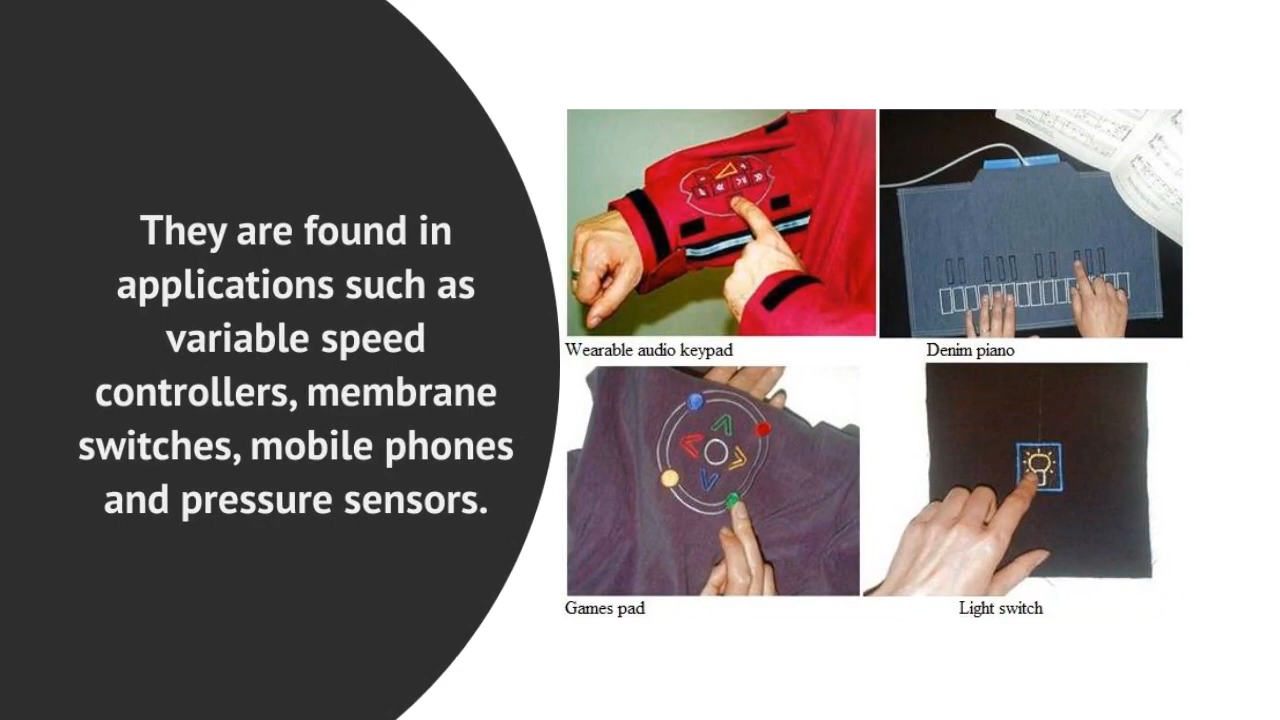 They are found in
applications such as
variable speed
controllers, membrane
switches, mobile phones
and pressure sensors.
Wearable audio keypad
Denim piano
Games pad
Light switch